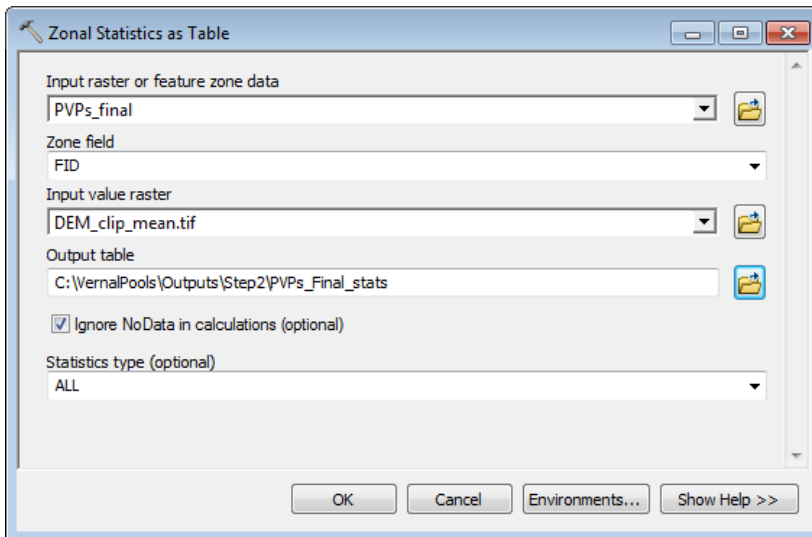 Zonal Statistics as Table
Input raster or feature zone data
PVPs_final
Zone field
FID
Input value raster
DEM_clip_mean.tif
Output table
C:\VernalPools\Outputs\Step2\PVPs_Final_stats
Ignore NoData in calculations (optional)
Statistics type (optional)
ALL
OK Cancel Environments... Show Help >>